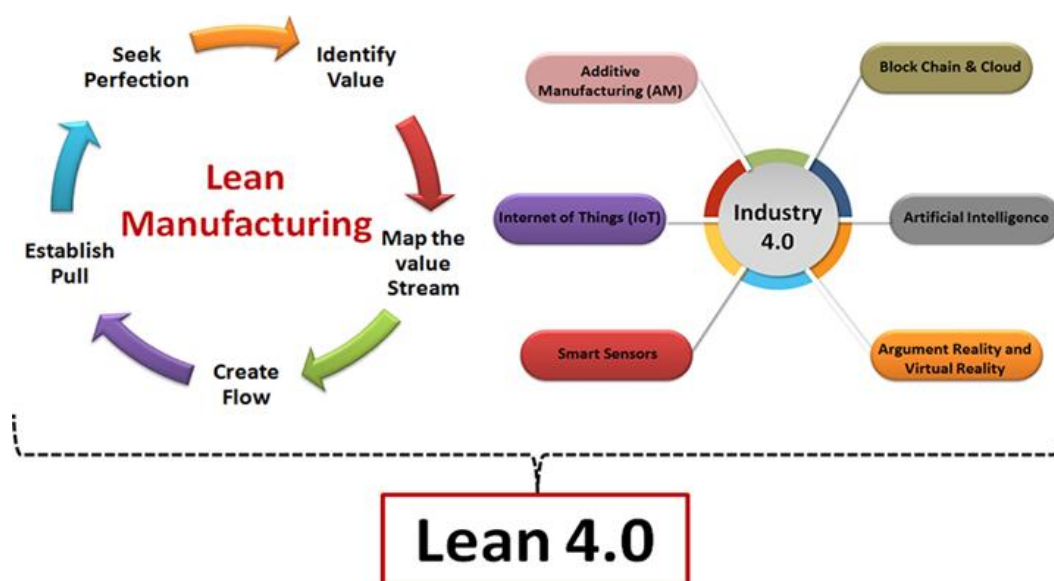 Seek
Perfection
Identify
Value
Lean
Manufacturing
Map the
value
Stream
Create
Flow
Establish
Pull
Additive
Manufacturing (AM)
Block Chain & Cloud
Internet of Things (IoT)
Industry
4.0
Artificial Intelligence
Smart Sensors
Argument Reality and
Virtual Reality
Lean 4.0